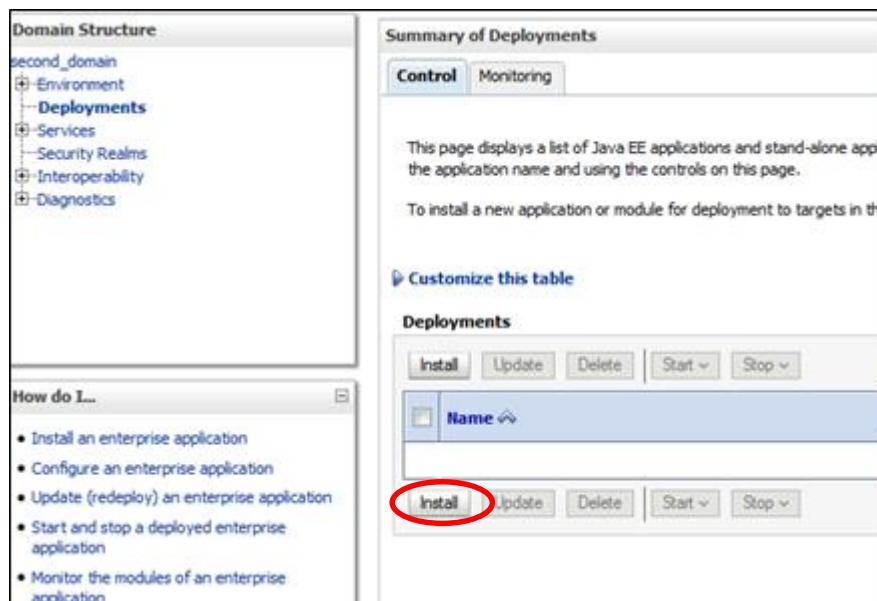 Domain Structure
second_domain
Environment
Deployments
Services
Security Realms
Interoperability
Diagnostics
How do I...
Install an enterprise application
Configure an enterprise application
Update (redeploy) an enterprise application
Start and stop a deployed enterprise
application
Monitor the modules of an enterprise
application
Summary of Deployments
Control Monitoring
This page displays a list of Java EE applications and stand-alone appl
the application name and using the controls on this page.
To install a new application or module for deployment to targets in th
Customize this table
Deployments
Install Update Delete Start Stop
Name
Install Update Delete Start Stop